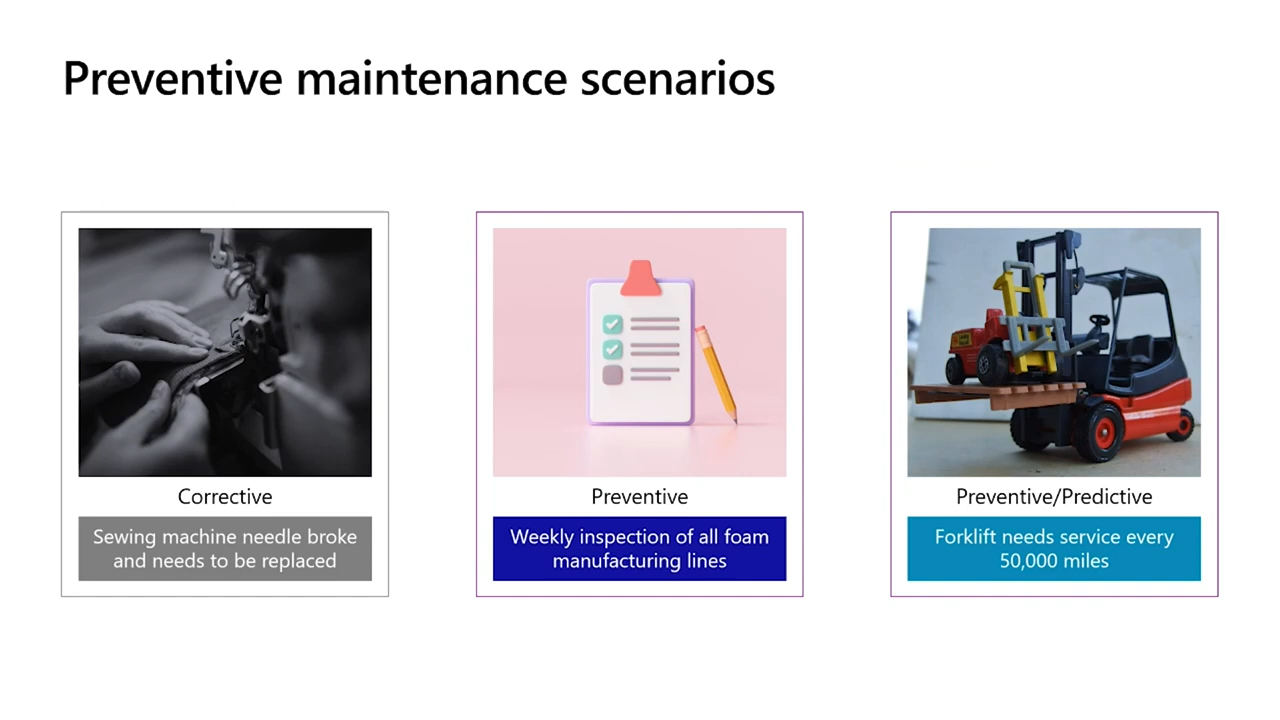 Preventive maintenance scenarios
Corrective
Sewing machine needle broke
and needs to be replaced
Preventive
Weekly inspection of all foam
manufacturing lines
Preventive/Predictive
Forklift needs service every
50,000 miles